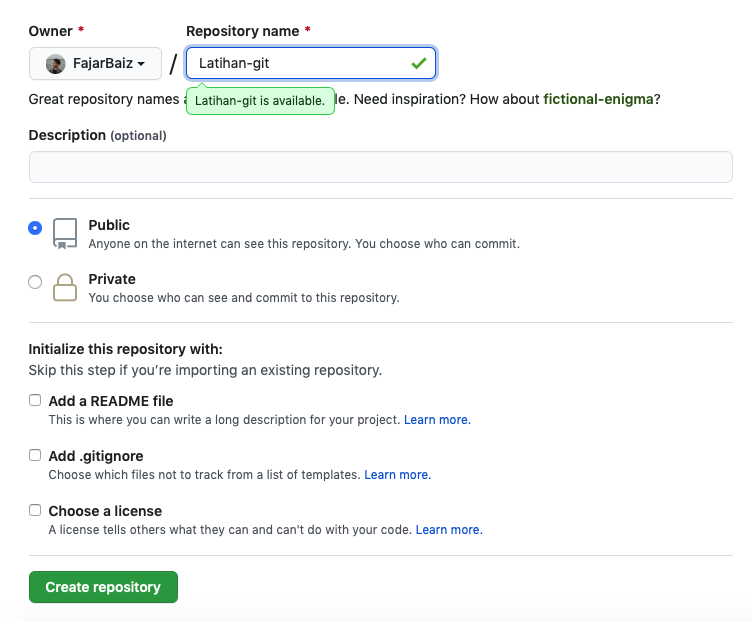 Owner *
Repository name *
FajarBaiz / Latihan-git
Great repository names Latihan-git is available. Need inspiration? How about fictional-enigma?
Description (optional)
Public
Anyone on the internet can see this repository. You choose who can commit.
Private
You choose who can see and commit to this repository.
Initialize this repository with:
Skip this step if you’re importing an existing repository.
Add a README file
This is where you can write a long description for your project. Learn more.
Add .gitignore
Choose which files not to track from a list of templates. Learn more.
Choose a license
A license tells others what they can and can't do with your code. Learn more.
Create repository